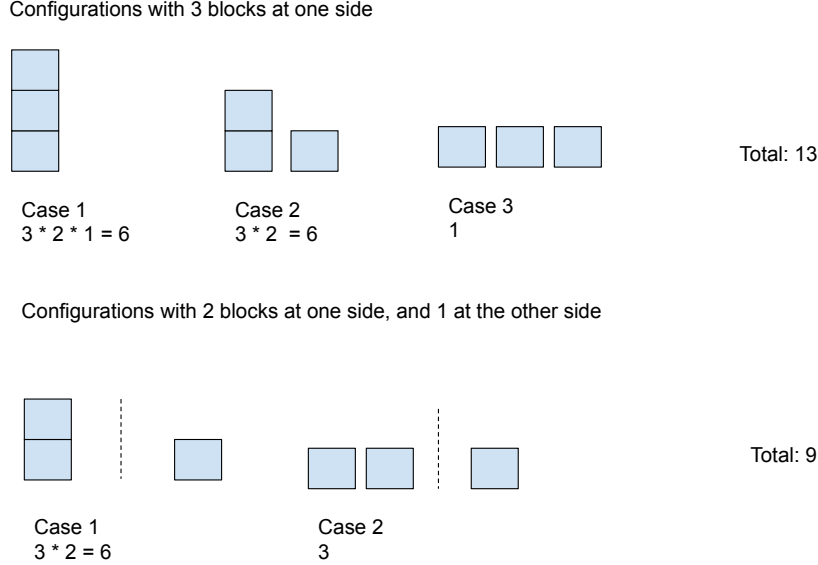 Configurations with 3 blocks at one side
Total: 13
Case 1
3 * 2 * 1 = 6
Case 2
3 * 2  = 6
Case 3
1
Configurations with 2 blocks at one side, and 1 at the other side
Total: 9
Case 1
3 * 2 = 6
Case 2
3